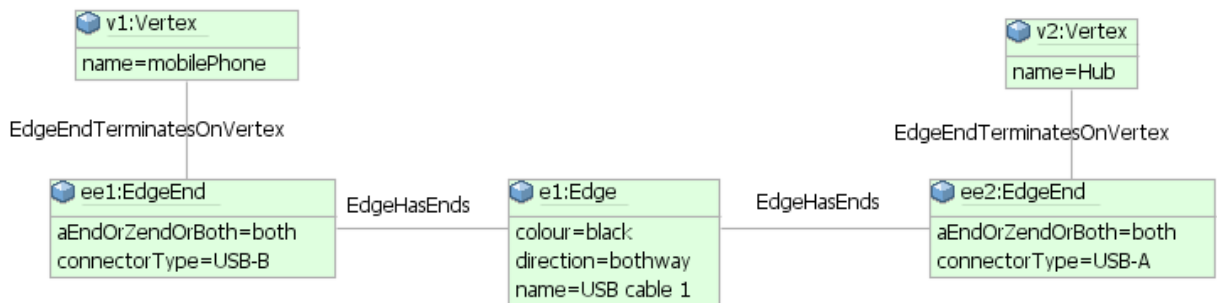 v1:Vertex
name=mobilePhone
v2:Vertex
name=Hub
EdgeEndTerminatesOnVertex
EdgeEndTerminatesOnVertex
ee1:EdgeEnd
aEndOrZendOrBoth=both
connectorType=USB-B
EdgeHasEnds
e1:Edge
colour=black
direction=bothway
name=USB cable 1
EdgeHasEnds
ee2:EdgeEnd
aEndOrZendOrBoth=both
connectorType=USB-A